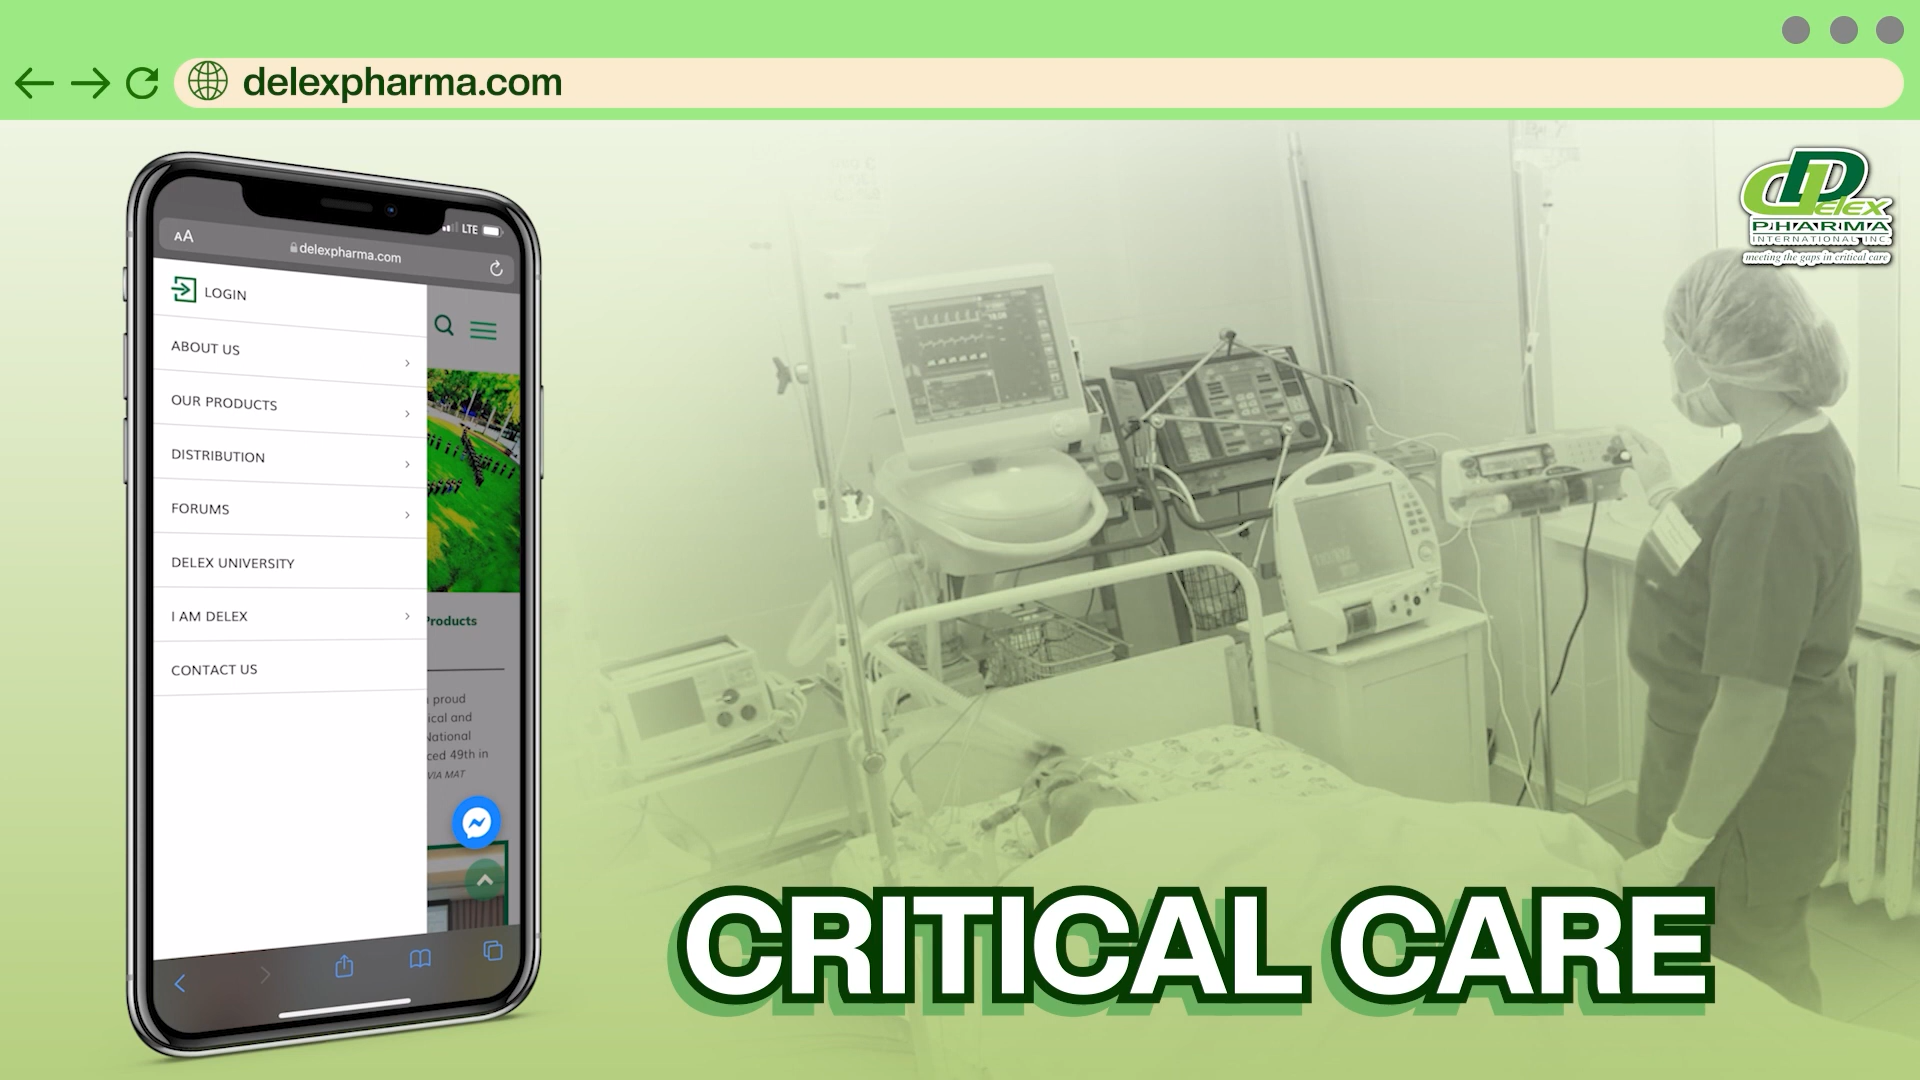 delexpharma.com
Delex
PHARMA
INTERNATIONAL INC.
meeting the gaps in critical care
LTE
AA
delexpharma.com
LOGIN
ABOUT US
OUR PRODUCTS
DISTRIBUTION
FORUMS
DELEX UNIVERSITY
I AM DELEX
CONTACT US
Products
proud
ical and
National
ced 49th in
VIA MAT
CRITICAL CARE